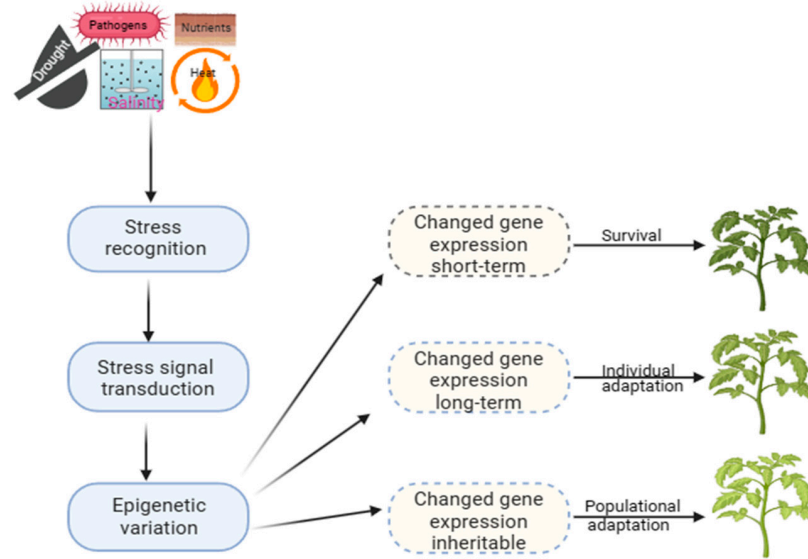 Pathogens
Nutrients
Drought
Heat
Salinity
Stress
recognition
Changed gene
expression
short-term
Survival
Stress signal
transduction
Changed gene
expression
long-term
Individual
adaptation
Epigenetic
variation
Changed gene
expression
inheritable
Populational
adaptation